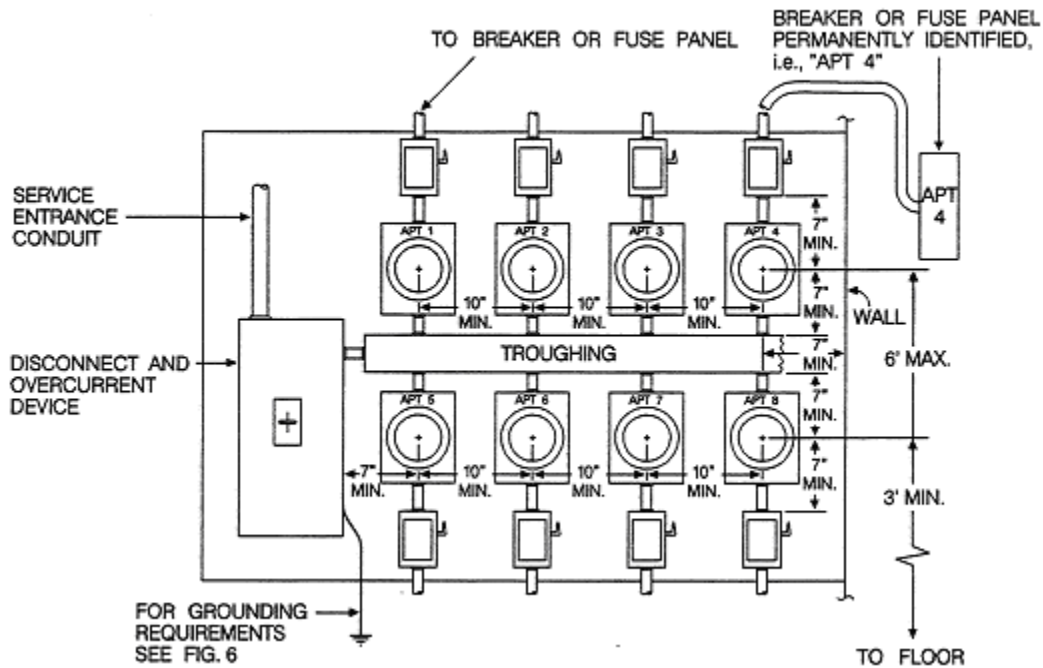 TO BREAKER OR FUSE PANEL
BREAKER OR FUSE PANEL
PERMANENTLY IDENTIFIED,
i.e., "APT 4"
SERVICE
ENTRANCE
CONDUIT
APT
4
APT 1
APT 2
APT 3
APT 4
7"
MIN.
10"
MIN.
10"
MIN.
10"
MIN.
7"
MIN.
WALL
DISCONNECT AND
OVERCURRENT
DEVICE
TROUGHING
7"
MIN.
6' MAX.
APT 5
APT 6
APT 7
APT 8
7"
MIN.
7"
MIN.
10"
MIN.
10"
MIN.
10"
MIN.
7"
MIN.
3' MIN.
FOR GROUNDING
REQUIREMENTS
SEE FIG. 6
TO FLOOR